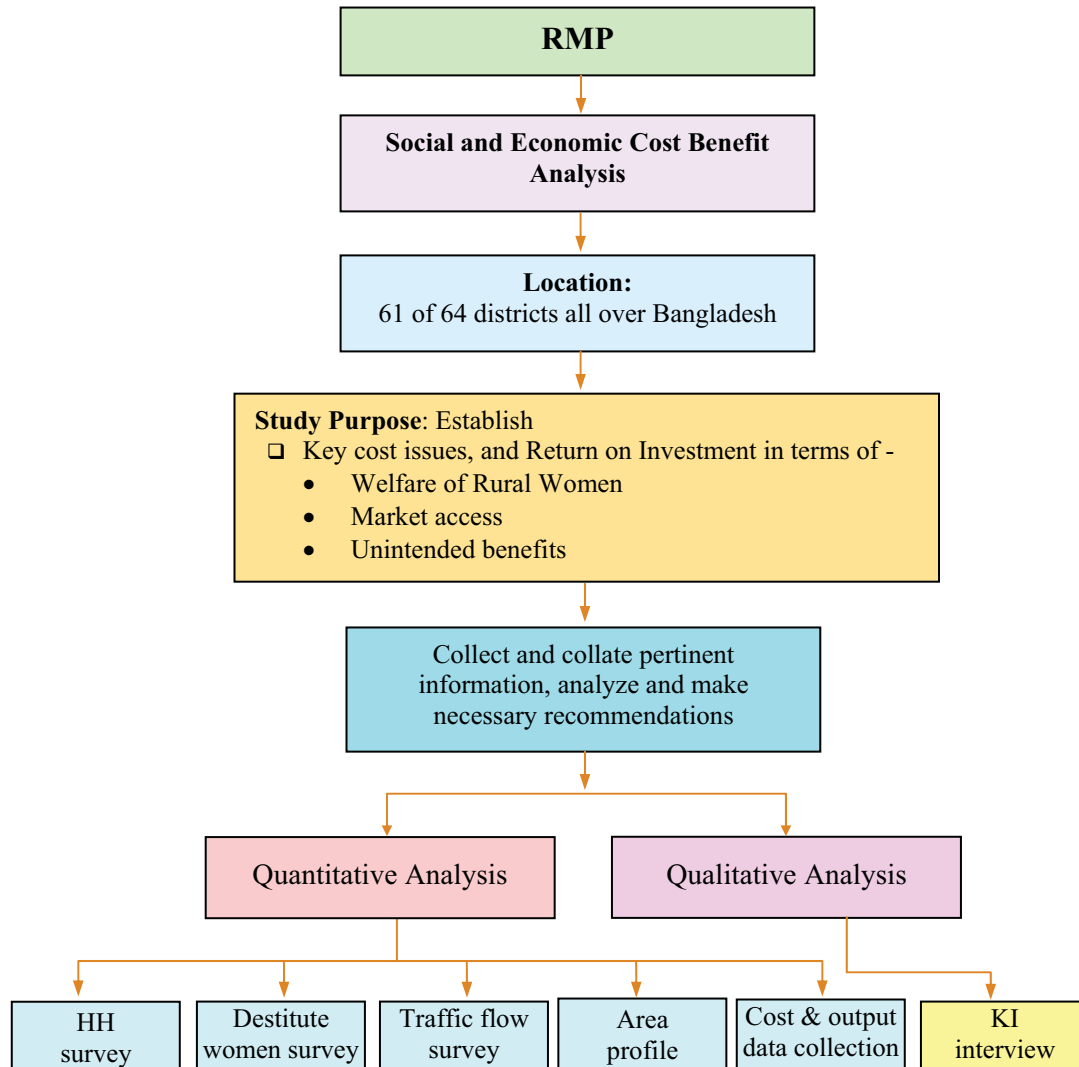 RMP
Social and Economic Cost Benefit
Analysis
Location:
61 of 64 districts all over Bangladesh
Study Purpose: Establish
❑ Key cost issues, and Return on Investment in terms of -
• Welfare of Rural Women
• Market access
• Unintended benefits
Collect and collate pertinent
information, analyze and make
necessary recommendations
Quantitative Analysis
Qualitative Analysis
HH
survey
Destitute
women survey
Traffic flow
survey
Area
profile
Cost & output
data collection
KI
interview